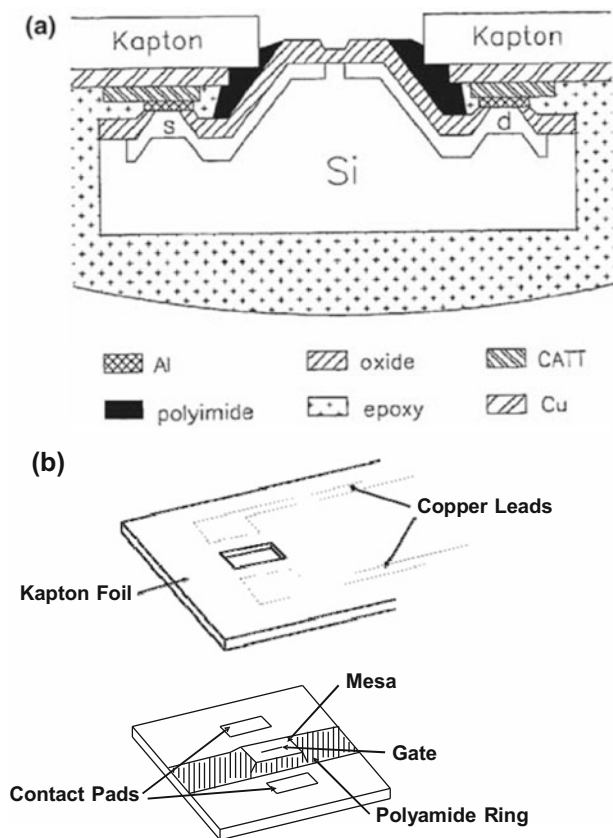 (a)
Kapton
Kapton
s
d
Si
Al
oxide
CATT
polyimide
epoxy
Cu
(b)
Copper Leads
Kapton Foil
Mesa
Gate
Contact Pads
Polyamide Ring